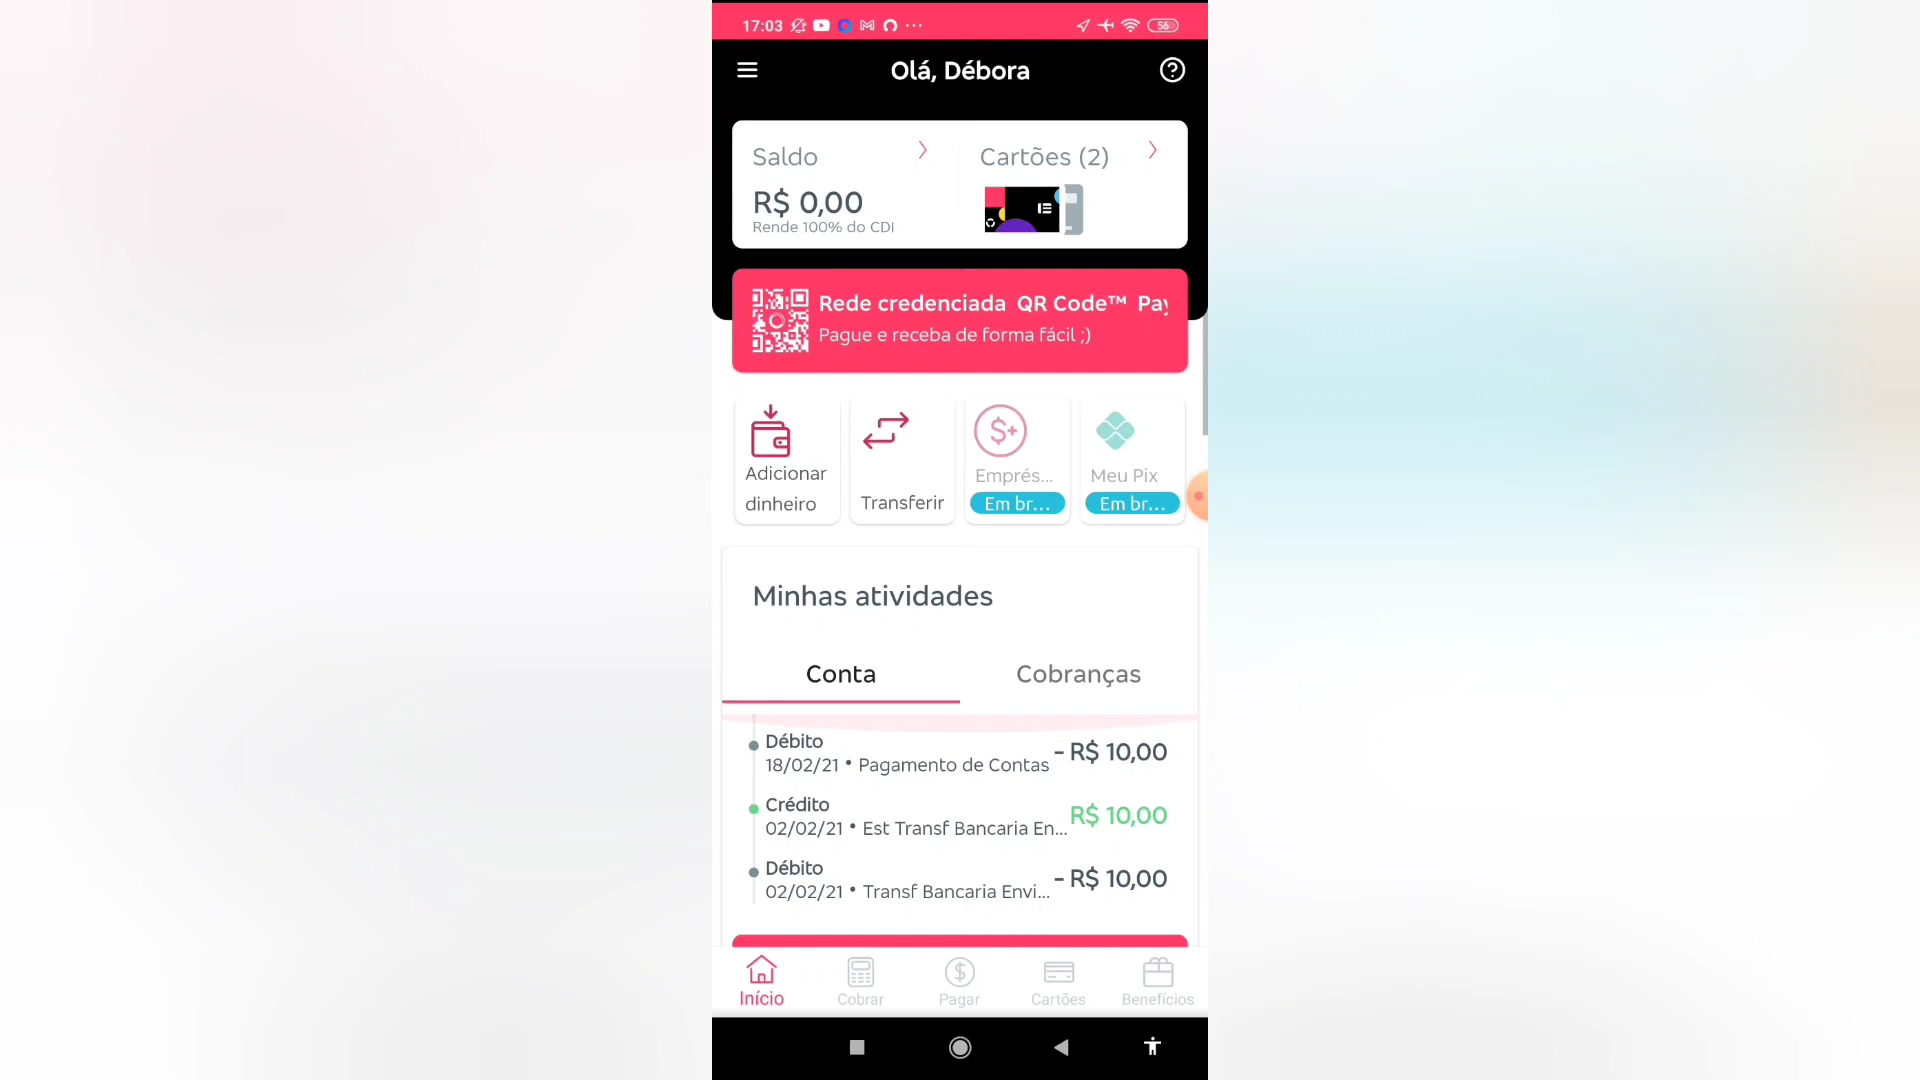 17:03
56
Olá, Débora
Saldo
Cartões (2)
R$ 0,00
Rende 100% do CDI
Rede credenciada QR Code™ Pay
Pague e receba de forma fácil ;)
Adicionar
dinheiro
Transferir
Emprés...
Em br...
Meu Pix
Em br...
Minhas atividades
Conta
Cobranças
Débito
18/02/21 • Pagamento de Contas
- R$ 10,00
Crédito
02/02/21 • Est Transf Bancaria En...
R$ 10,00
Débito
02/02/21 • Transf Bancaria Envi...
- R$ 10,00
Início
Cobrar
Pagar
Cartões
Benefícios